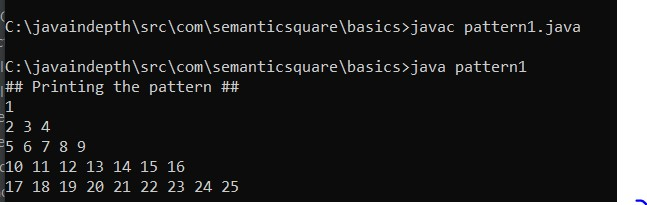 C:\javaindepth\src\com\semanticsquare\basics>javac pattern1.java
C:\javaindepth\src\com\semanticsquare\basics>java pattern1
## Printing the pattern ##
1
2 3 4
5 6 7 8 9
10 11 12 13 14 15 16
17 18 19 20 21 22 23 24 25